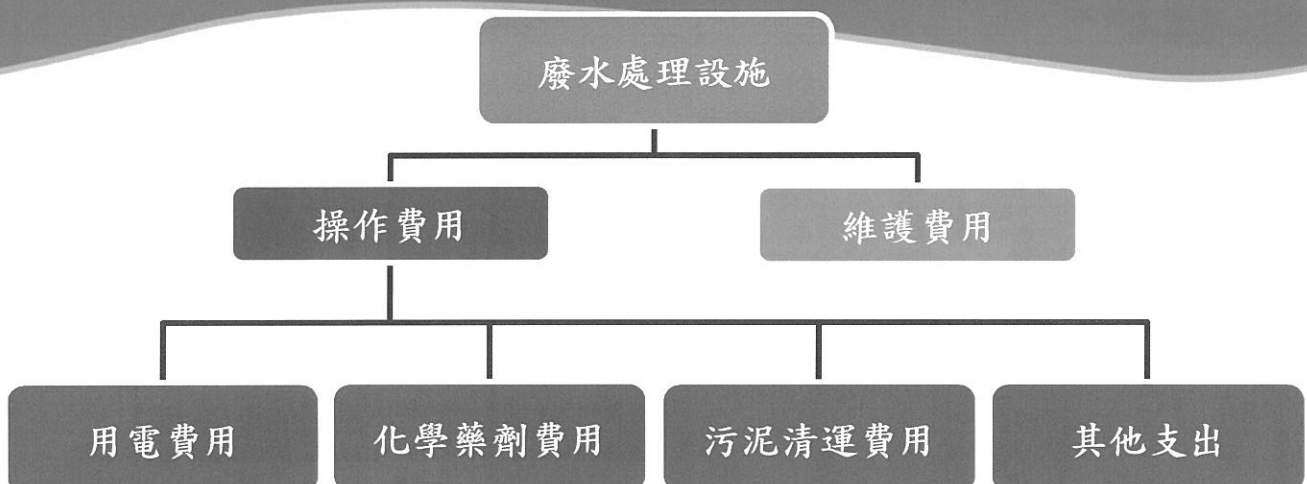 廢水處理設施
操作費用
維護費用
用電費用
化學藥劑費用
污泥清運費用
其他支出